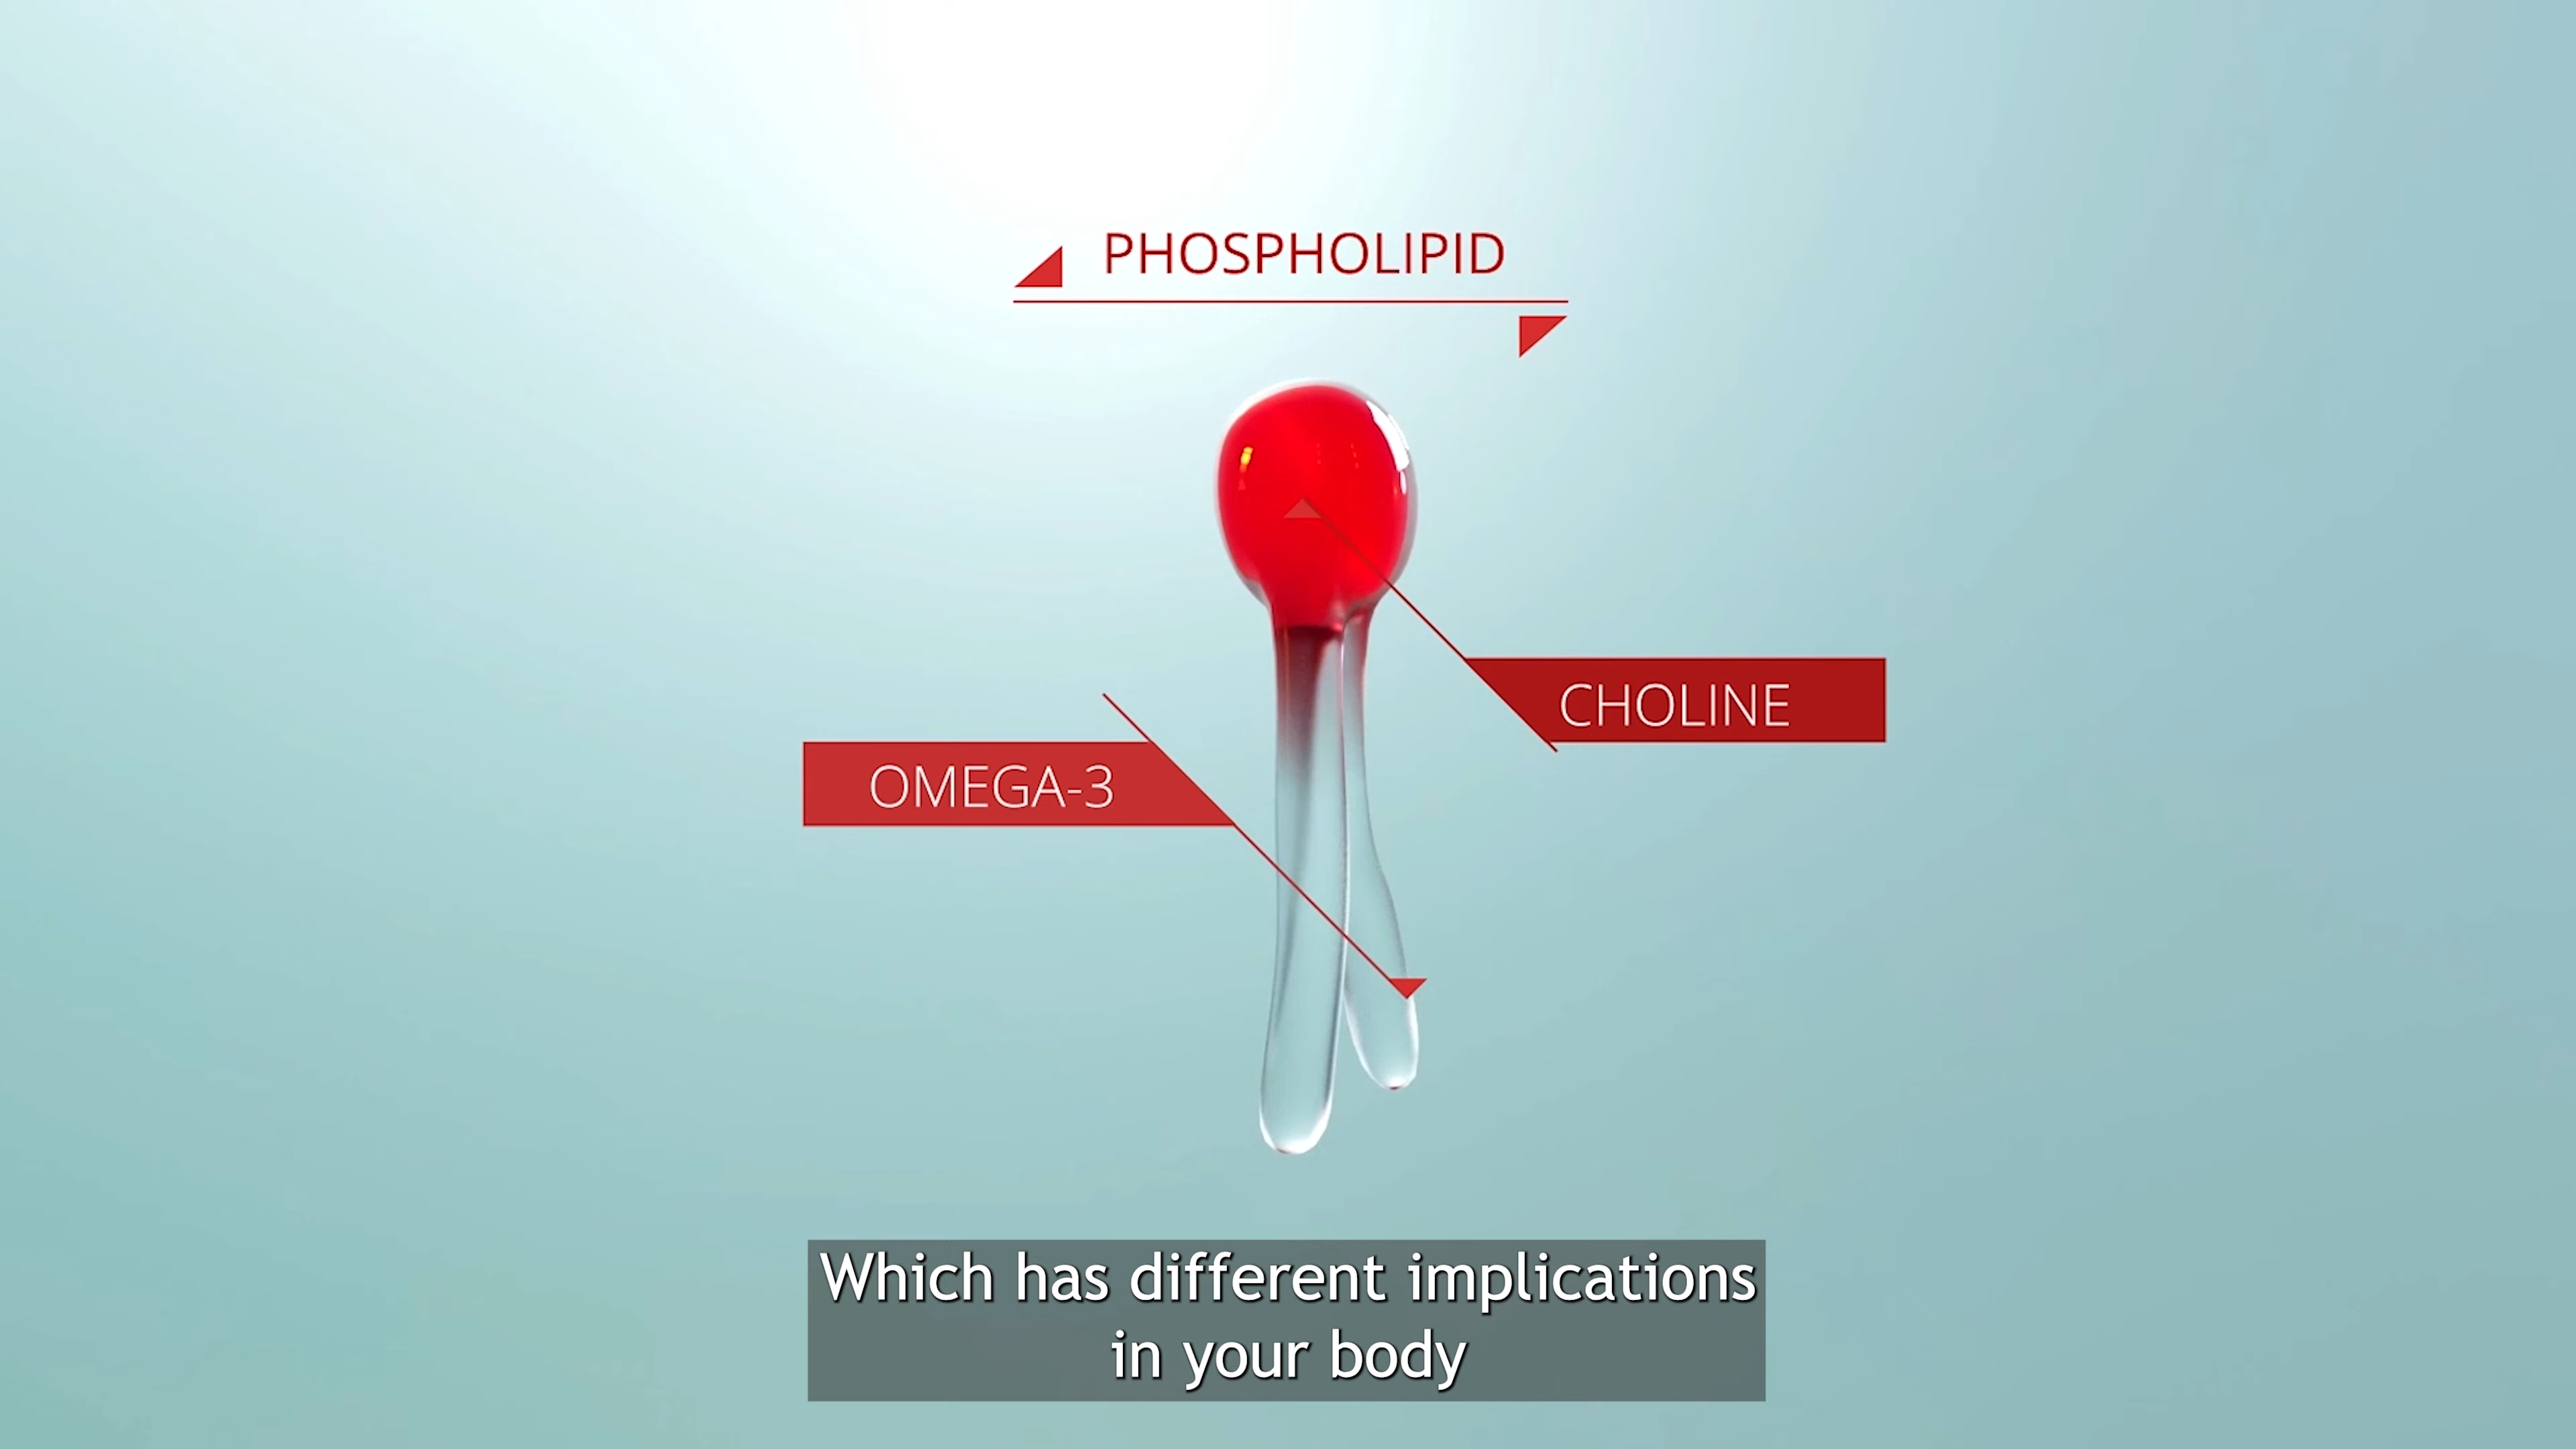 PHOSPHOLIPID
CHOLINE
OMEGA-3
Which has different implications
in your body